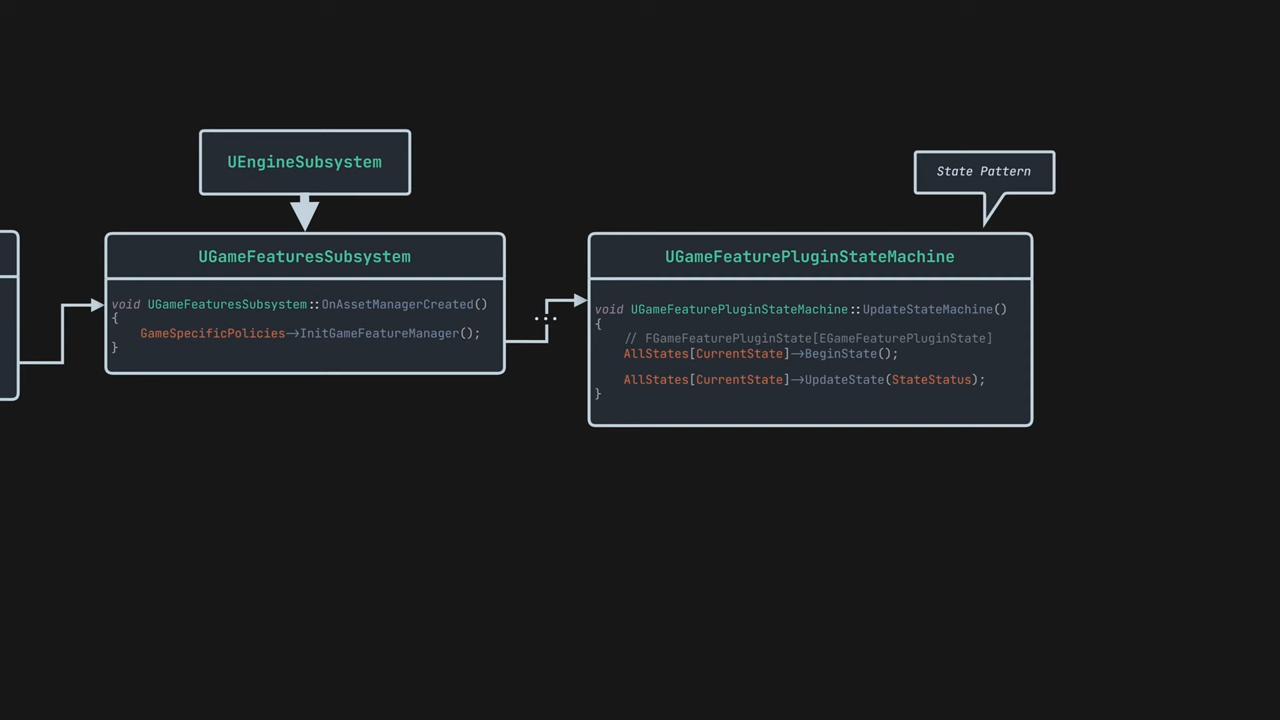 UEngineSubsystem
State Pattern
UGameFeaturesSubsystem
void UGameFeaturesSubsystem::OnAssetManagerCreated()
{
GameSpecificPolicies->InitGameFeatureManager();
}
...
UGameFeaturePluginStateMachine
void UGameFeaturePluginStateMachine::UpdateStateMachine()
{
// FGameFeaturePluginState[EGameFeaturePluginState]
AllStates[CurrentState]->BeginState();
AllStates[CurrentState]->UpdateState(StateStatus);
}